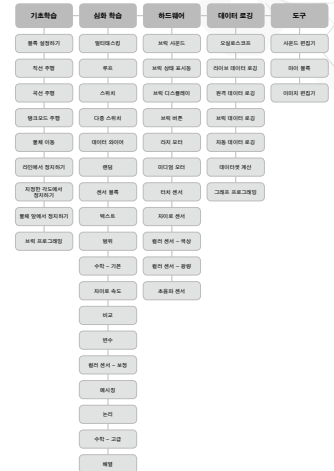 기초학습
심화 학습
하드웨어
데이터 로깅
도구
블록 설정하기
직선 주행
곡선 주행
탱크모드 주행
물체 이동
라인에서 정지하기
지정한 각도에서
정지하기
물체 앞에서 정지하기
브릭 프로그래밍
멀티태스킹
루프
스위치
다중 스위치
데이터 와이어
랜덤
센서 블록
텍스트
범위
수학 – 기본
자이로 속도
비교
변수
컬러 센서 – 보정
메시징
논리
수학 – 고급
배열
브릭 사운드
브릭 상태 표시등
브릭 디스플레이
브릭 버튼
라지 모터
미디엄 모터
터치 센서
자이로 센서
컬러 센서 – 색상
컬러 센서 – 광량
초음파 센서
오실로스코프
라이브 데이터 로깅
원격 데이터 로깅
브릭 데이터 로깅
자동 데이터 로깅
데이터셋 계산
그래프 프로그래밍
사운드 편집기
마이 블록
이미지 편집기